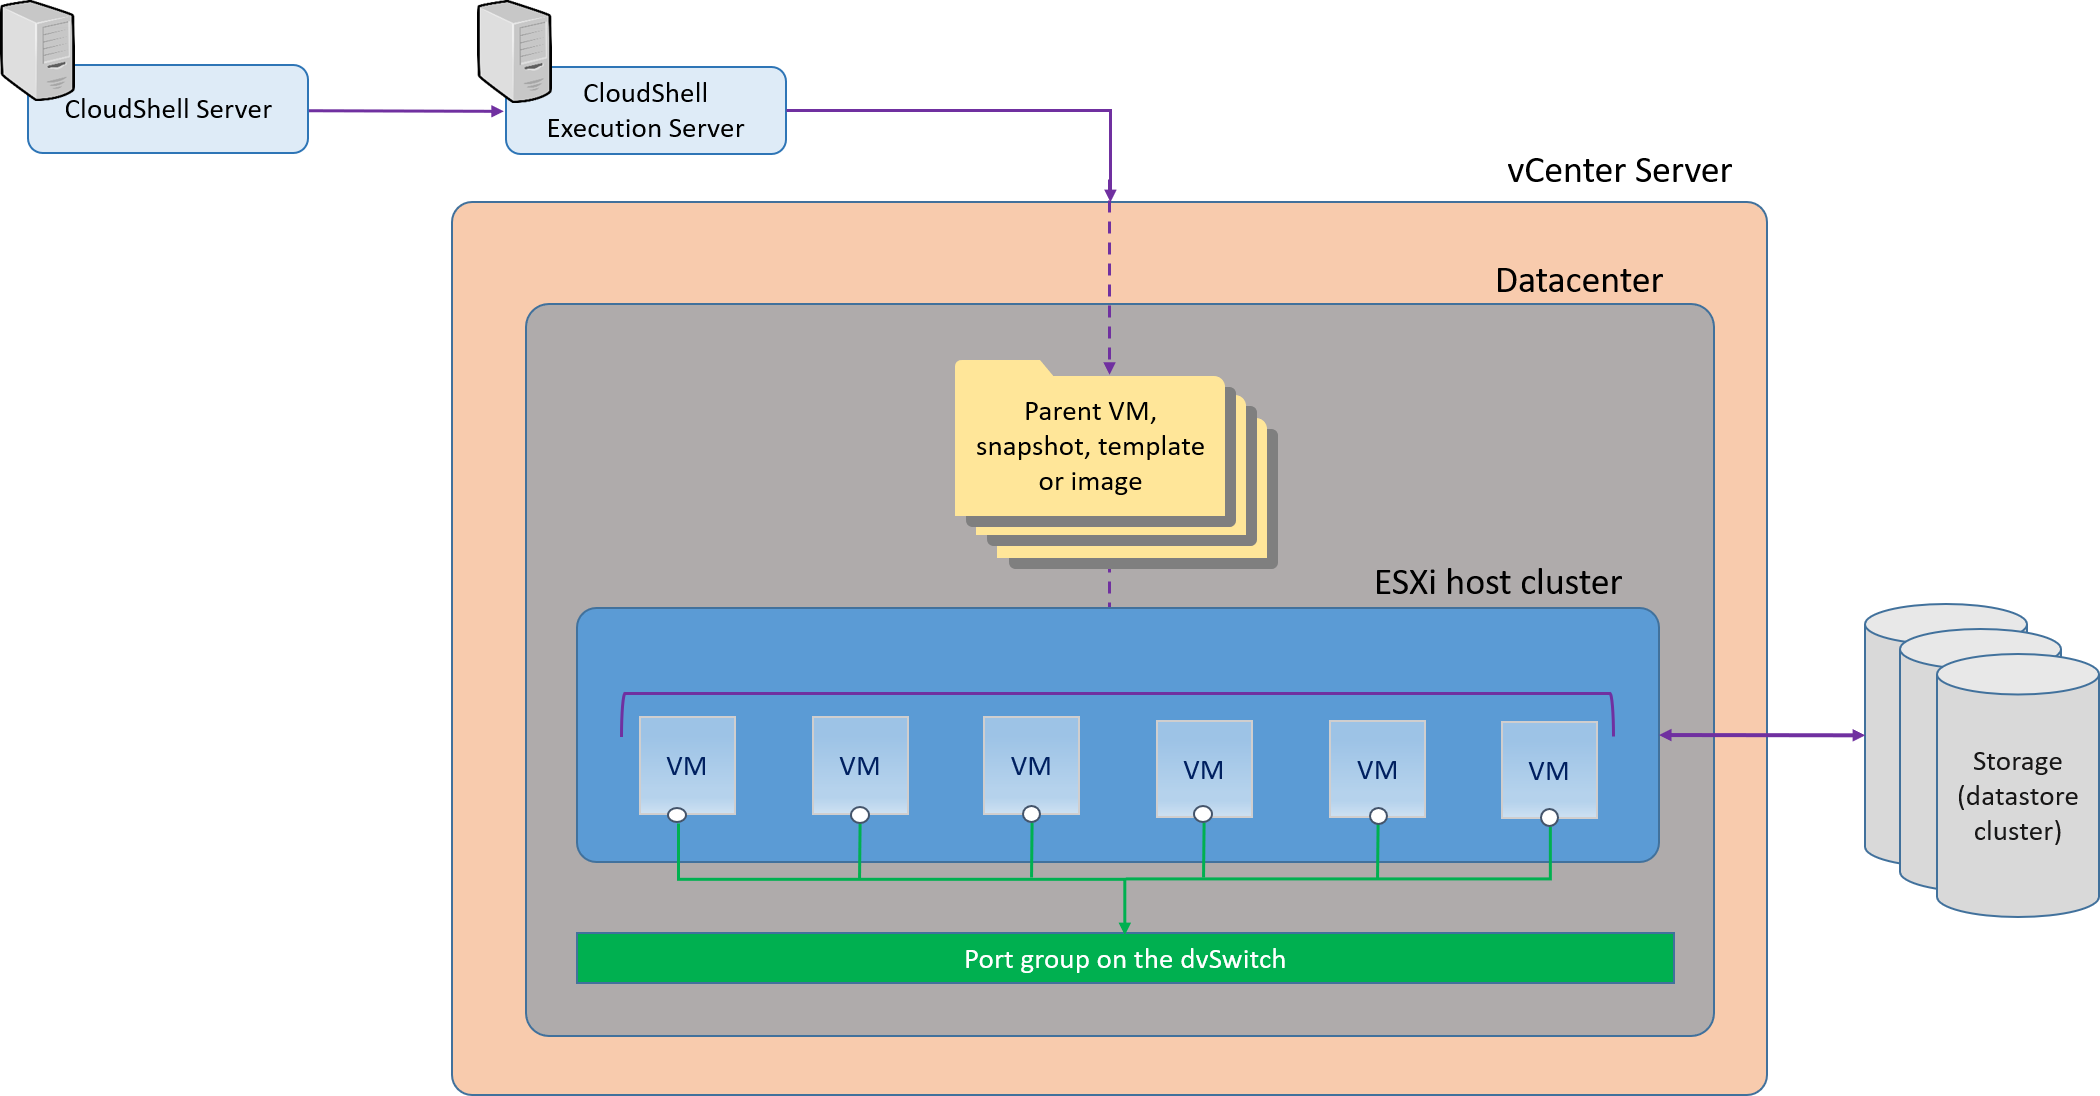 CloudShell Server
CloudShell
Execution Server
vCenter Server
Datacenter
Parent VM,
snapshot, template
or image
ESXi host cluster
VM
VM
VM
VM
VM
VM
Storage
(datastore
cluster)
Port group on the dvSwitch